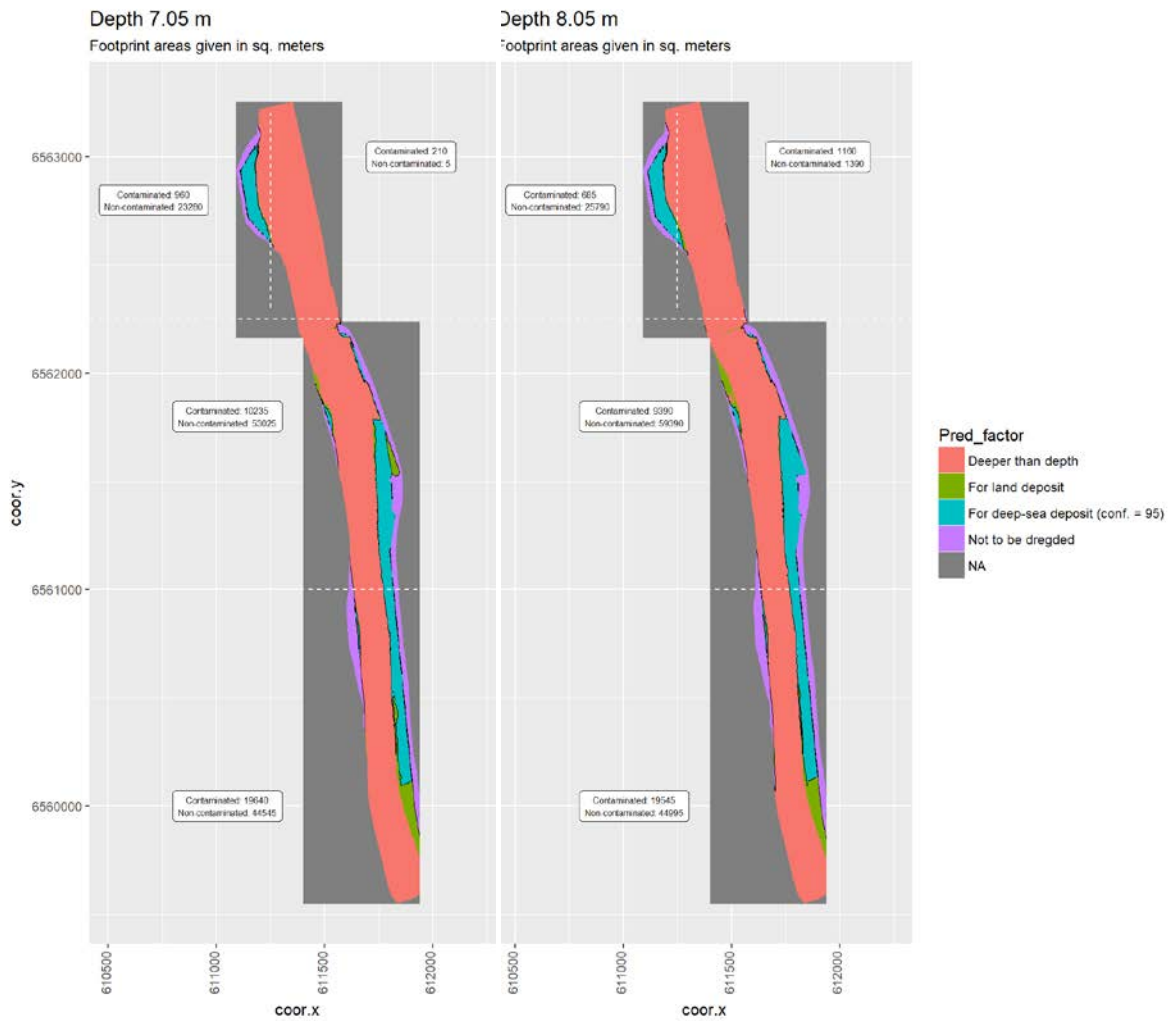 Depth 7.05 m
Footprint areas given in sq. meters
Depth 8.05 m
Footprint areas given in sq. meters
6563000
6562000
6561000
6560000
coor.y
Contaminated: 210
Non-contaminated: 5
Contaminated: 960
Non-contaminated: 23280
Contaminated: 10235
Non-contaminated: 53025
Contaminated: 19640
Non-contaminated: 44545
610500
611000
611500
612000
coor.x
Contaminated: 1160
Non-contaminated: 1390
Contaminated: 665
Non-contaminated: 25790
Contaminated: 9390
Non-contaminated: 59390
Contaminated: 19545
Non-contaminated: 44995
610500
611000
611500
612000
coor.x
Pred_factor
Deeper than depth
For land deposit
For deep-sea deposit (conf. = 95)
Not to be dregded
NA